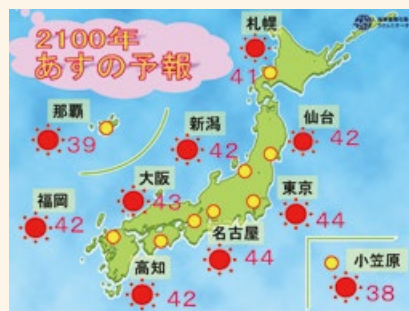 2100年
あすの予報
札幌
41
那覇
39
新潟
42
仙台
42
大阪
43
福岡
42
東京
44
名古屋
44
高知
42
小笠原
38